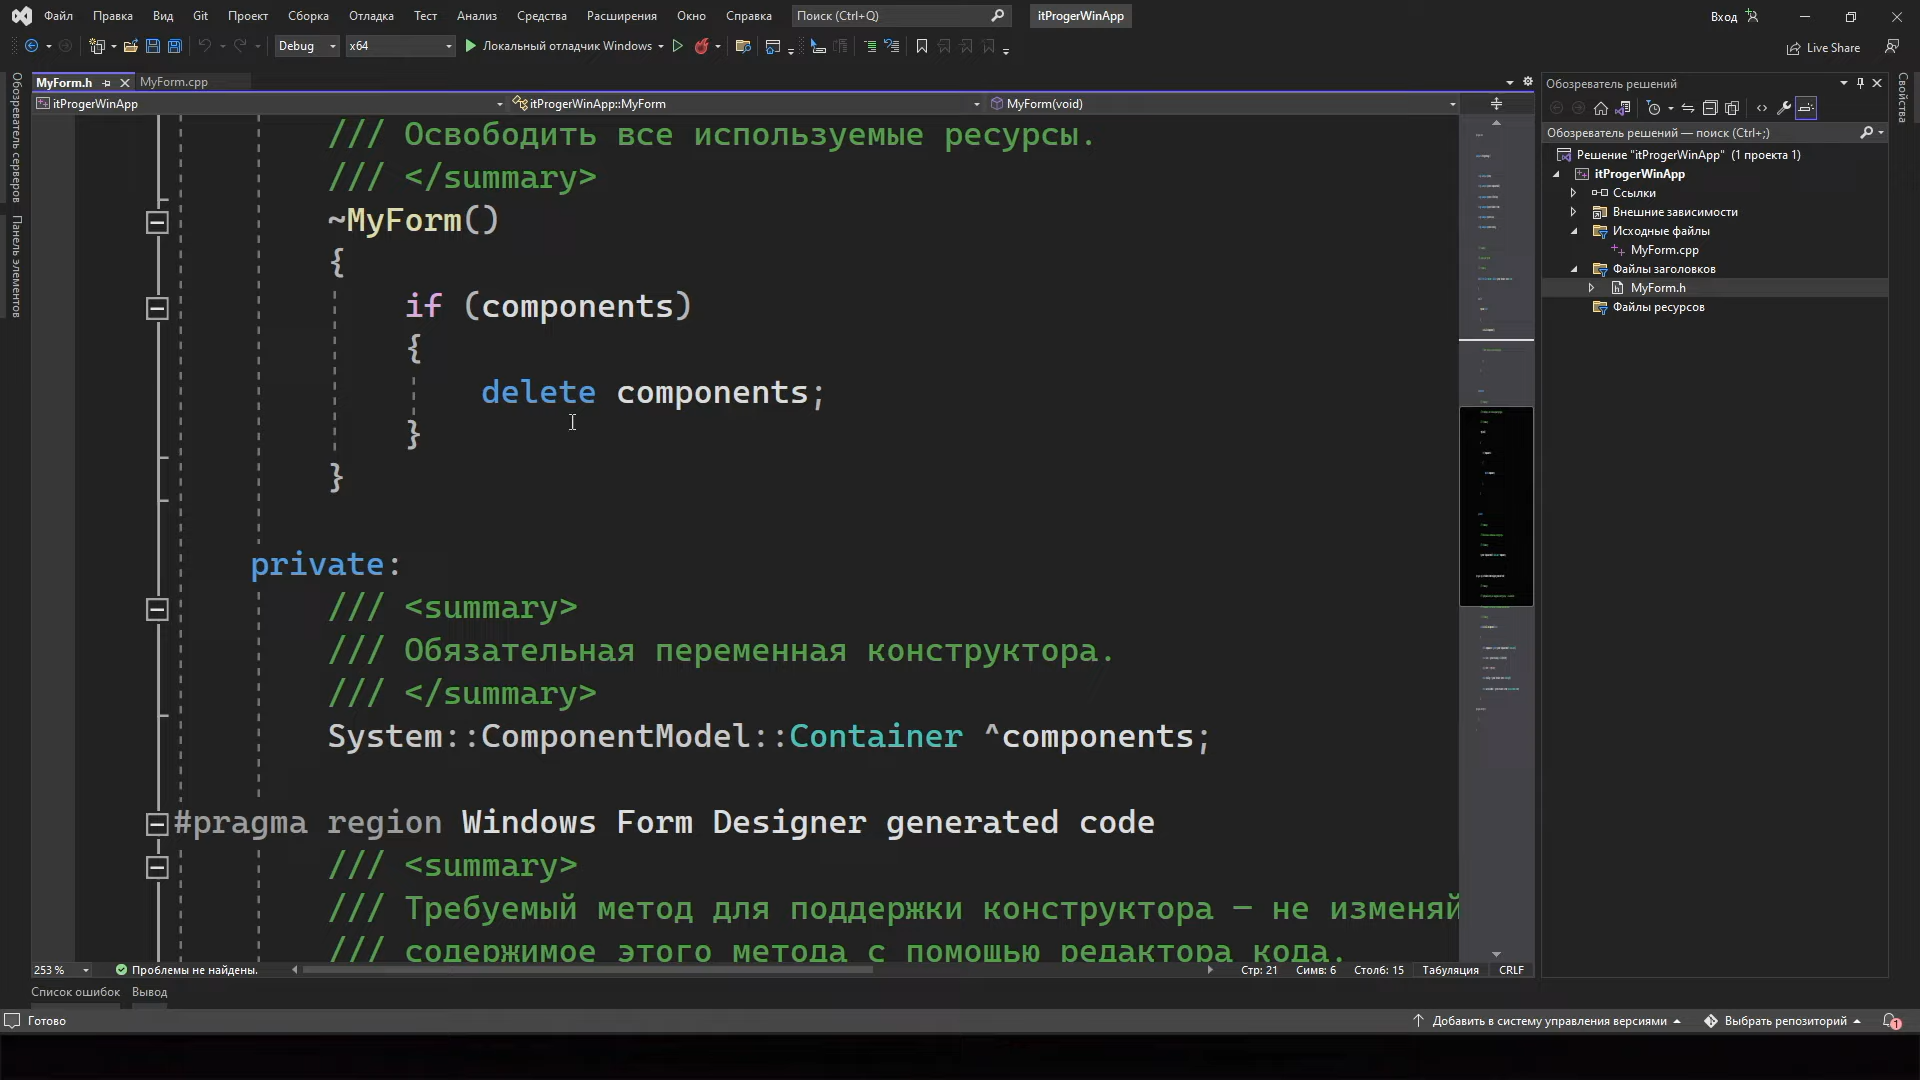 Файл Правка Вид Git Проект Сборка Отладка Тест Анализ Средства Расширения Окно Справка Поиск (Ctrl+Q) itProgerWinApp Вход
Debug x64 Локальный отладчик Windows Live Share
Обозреватель серверов
Панель элементов
MyForm.h MyForm.cpp
itProgerWinApp itProgerWinApp::MyForm MyForm(void)
/// Освободить все используемые ресурсы.
/// </summary>
~MyForm()
{
if (components)
{
delete components;
}
}
private:
/// <summary>
/// Обязательная переменная конструктора.
/// </summary>
System::ComponentModel::Container ^components;
#pragma region Windows Form Designer generated code
/// <summary>
/// Требуемый метод для поддержки конструктора — не изменяй
/// содержимое этого метода с помощью редактора кода.
253 % Проблемы не найдены. Стр: 21 Симв: 6 Столб: 15 Табуляция CRLF
Список ошибок Вывод
Готово Добавить в систему управления версиями Выбрать репозиторий 1
Обозреватель решений
Обозреватель решений — поиск (Ctrl+;)
Решение "itProgerWinApp" (1 проекта 1)
itProgerWinApp
Ссылки
Внешние зависимости
Исходные файлы
MyForm.cpp
Файлы заголовков
MyForm.h
Файлы ресурсов
Свойства